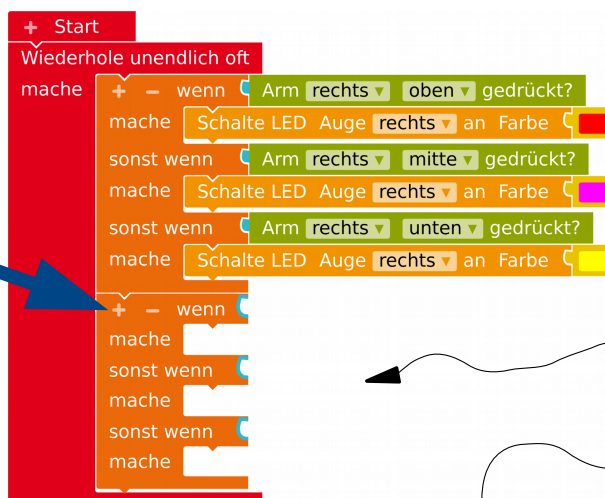 + Start
Wiederhole unendlich oft
mache + − wenn Arm rechts ▾ oben ▾ gedrückt?
mache Schalte LED Auge rechts ▾ an Farbe
sonst wenn Arm rechts ▾ mitte ▾ gedrückt?
mache Schalte LED Auge rechts ▾ an Farbe
sonst wenn Arm rechts ▾ unten ▾ gedrückt?
mache Schalte LED Auge rechts ▾ an Farbe
+ − wenn
mache
sonst wenn
mache
sonst wenn
mache